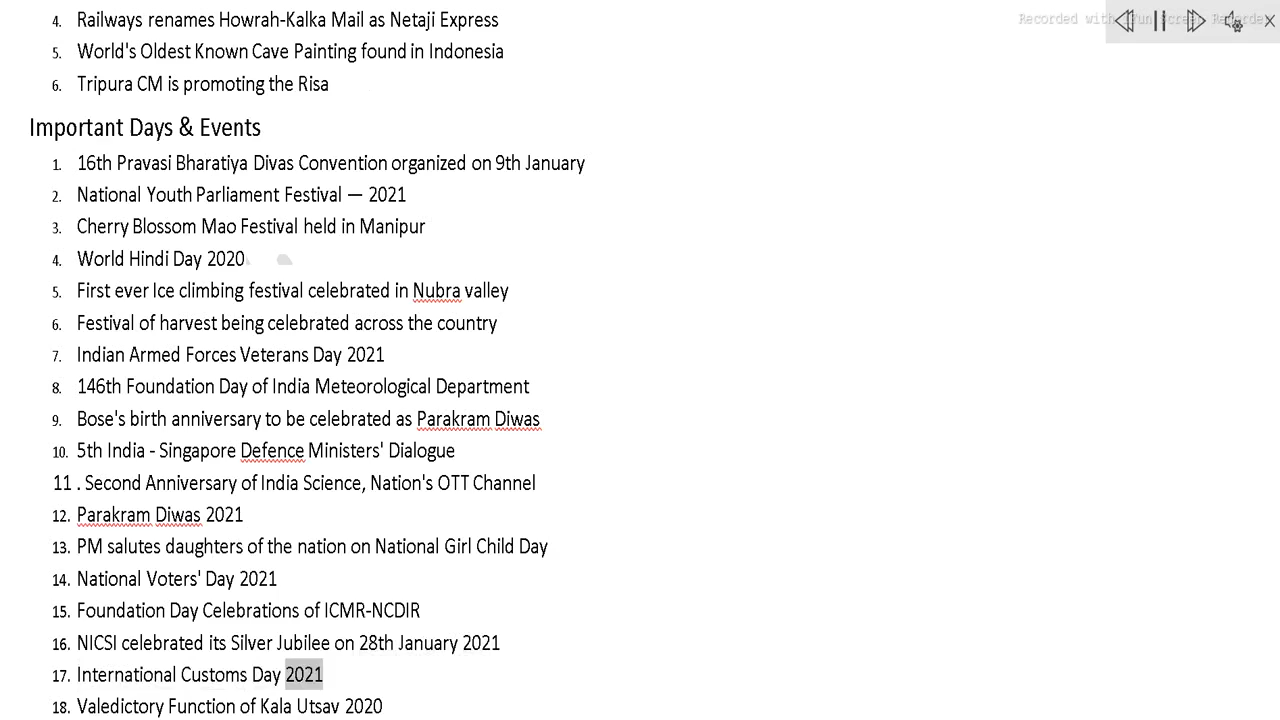 4. Railways renames Howrah-Kalka Mail as Netaji Express
Recorded with
5. World's Oldest Known Cave Painting found in Indonesia
6. Tripura CM is promoting the Risa
Important Days & Events
1. 16th Pravasi Bharatiya Divas Convention organized on 9th January
2. National Youth Parliament Festival — 2021
3. Cherry Blossom Mao Festival held in Manipur
4. World Hindi Day 2020
5. First ever Ice climbing festival celebrated in Nubra valley
6. Festival of harvest being celebrated across the country
7. Indian Armed Forces Veterans Day 2021
8. 146th Foundation Day of India Meteorological Department
9. Bose's birth anniversary to be celebrated as Parakram Diwas
10. 5th India - Singapore Defence Ministers' Dialogue
11 . Second Anniversary of India Science, Nation's OTT Channel
12. Parakram Diwas 2021
13. PM salutes daughters of the nation on National Girl Child Day
14. National Voters' Day 2021
15. Foundation Day Celebrations of ICMR-NCDIR
16. NICSI celebrated its Silver Jubilee on 28th January 2021
17. International Customs Day 2021
18. Valedictory Function of Kala Utsav 2020